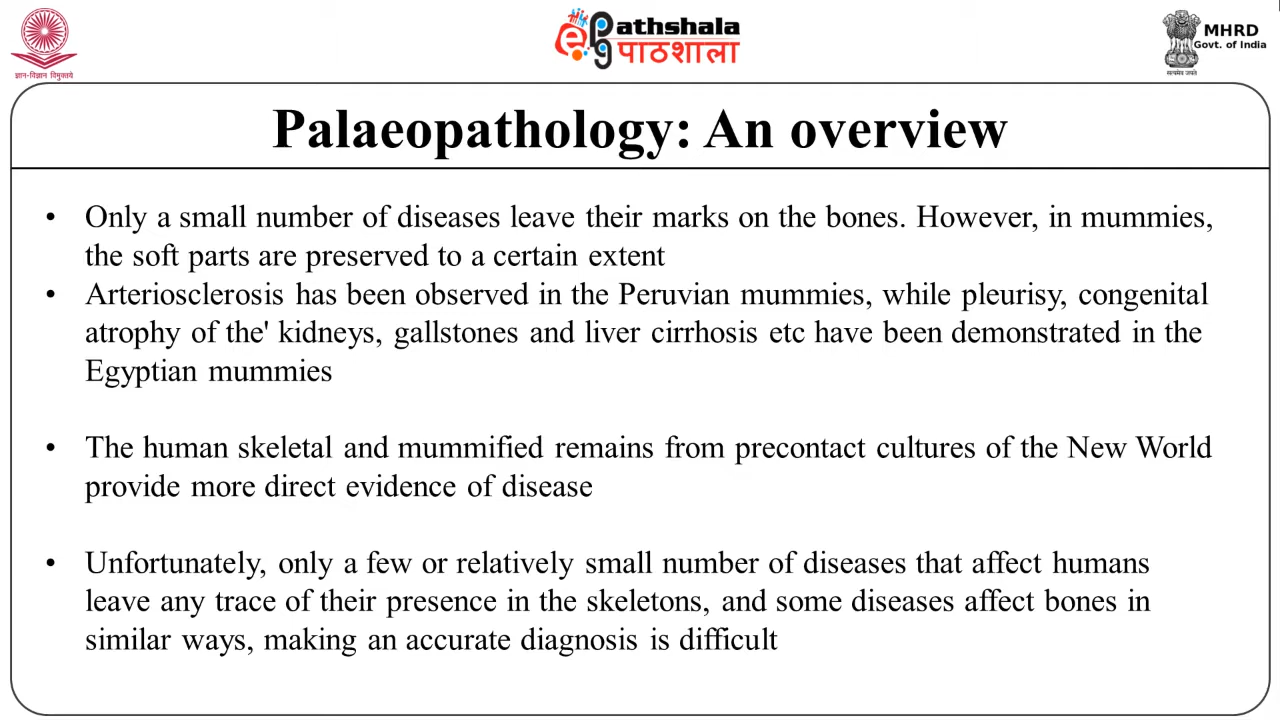 ज्ञान-विज्ञान विमुक्तये
ePathshala
पाठशाला
MHRD
Govt. of India
सत्यमेव जयते
Palaeopathology: An overview
• Only a small number of diseases leave their marks on the bones. However, in mummies,
the soft parts are preserved to a certain extent
• Arteriosclerosis has been observed in the Peruvian mummies, while pleurisy, congenital
atrophy of the' kidneys, gallstones and liver cirrhosis etc have been demonstrated in the
Egyptian mummies
• The human skeletal and mummified remains from precontact cultures of the New World
provide more direct evidence of disease
• Unfortunately, only a few or relatively small number of diseases that affect humans
leave any trace of their presence in the skeletons, and some diseases affect bones in
similar ways, making an accurate diagnosis is difficult